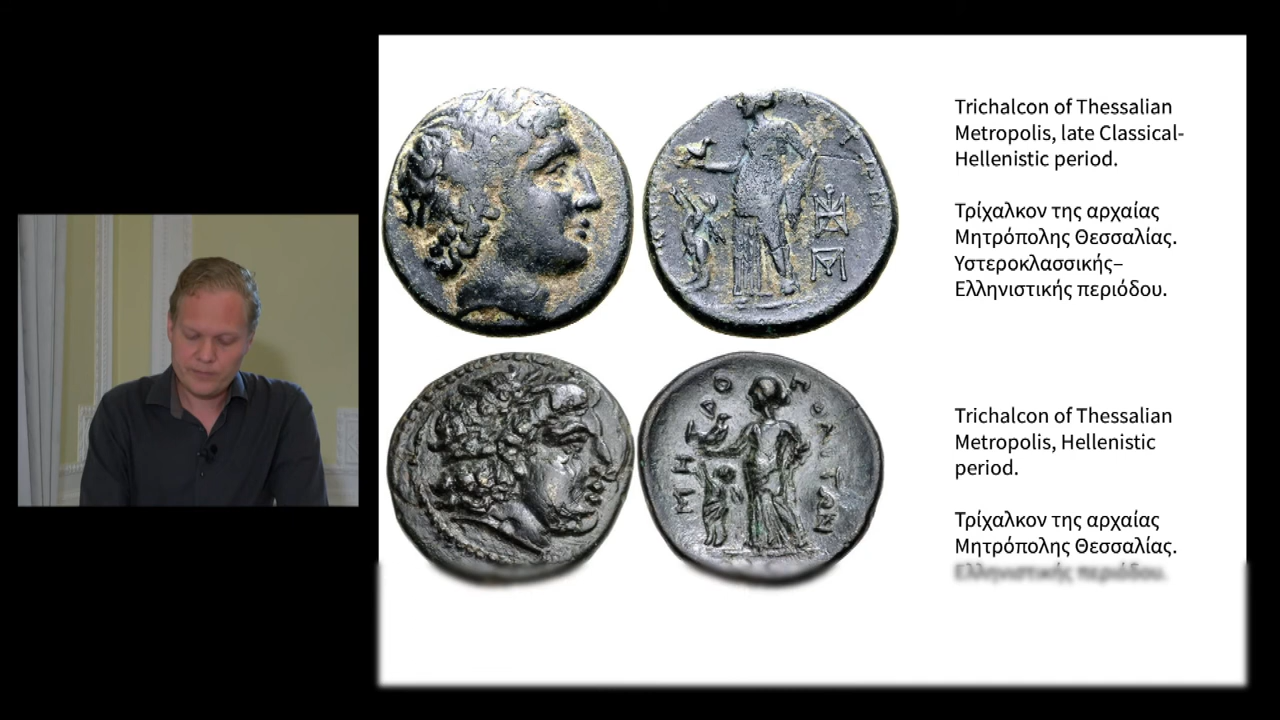 Trichalcon of Thessalian
Metropolis, late Classical-
Hellenistic period.
Τρίχαλκον της αρχαίας
Μητρόπολης Θεσσαλίας.
Υστεροκλασσικής–
Ελληνιστικής περιόδου.
Trichalcon of Thessalian
Metropolis, Hellenistic
period.
Τρίχαλκον της αρχαίας
Μητρόπολης Θεσσαλίας.